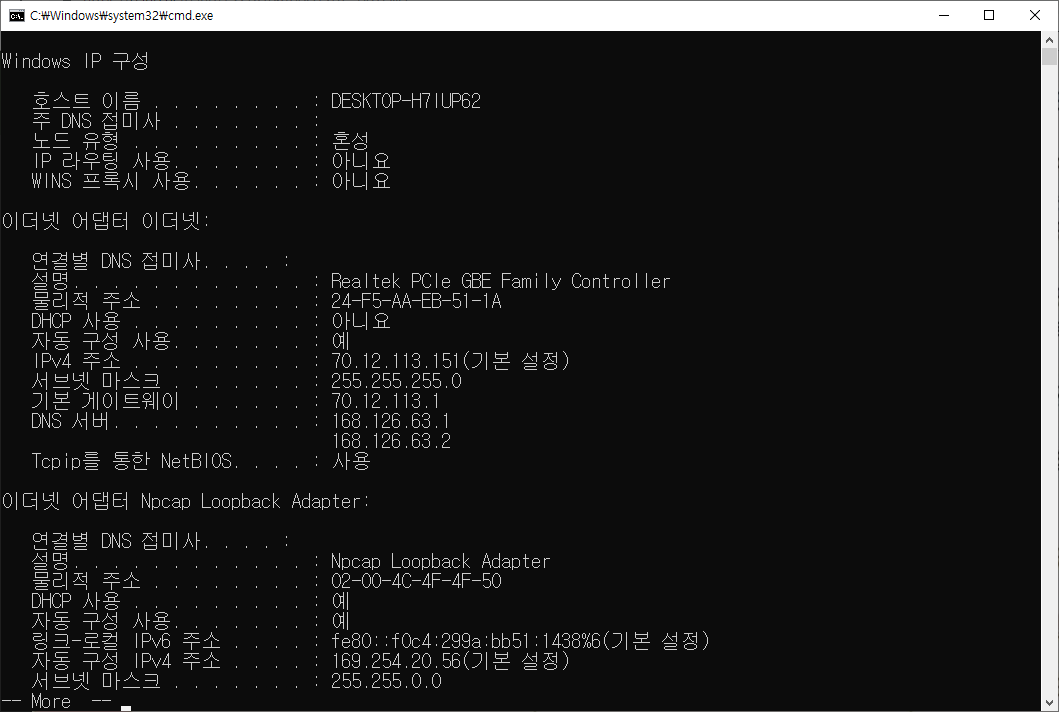 C:₩Windows₩system32₩cmd.exe
Windows IP 구성
호스트 이름 . . . . . . . . : DESKTOP-H7IUP62
주 DNS 접미사 . . . . . . . :
노드 유형 . . . . . . . . . : 혼성
IP 라우팅 사용. . . . . . . : 아니요
WINS 프록시 사용. . . . . . : 아니요
이더넷 어댑터 이더넷:
연결별 DNS 접미사. . . . :
설명. . . . . . . . . . . . : Realtek PCIe GBE Family Controller
물리적 주소 . . . . . . . . : 24-F5-AA-EB-51-1A
DHCP 사용 . . . . . . . . . : 아니요
자동 구성 사용. . . . . . . : 예
IPv4 주소 . . . . . . . . . : 70.12.113.151(기본 설정)
서브넷 마스크 . . . . . . . : 255.255.255.0
기본 게이트웨이 . . . . . . : 70.12.113.1
DNS 서버. . . . . . . . . . : 168.126.63.1
168.126.63.2
Tcpip를 통한 NetBIOS. . . . : 사용
이더넷 어댑터 Npcap Loopback Adapter:
연결별 DNS 접미사. . . . :
설명. . . . . . . . . . . . : Npcap Loopback Adapter
물리적 주소 . . . . . . . . : 02-00-4C-4F-4F-50
DHCP 사용 . . . . . . . . . : 예
자동 구성 사용. . . . . . . : 예
링크-로컬 IPv6 주소 . . . . : fe80::f0c4:299a:bb51:1438%6(기본 설정)
자동 구성 IPv4 주소 . . . . : 169.254.20.56(기본 설정)
서브넷 마스크 . . . . . . . : 255.255.0.0
-- More --